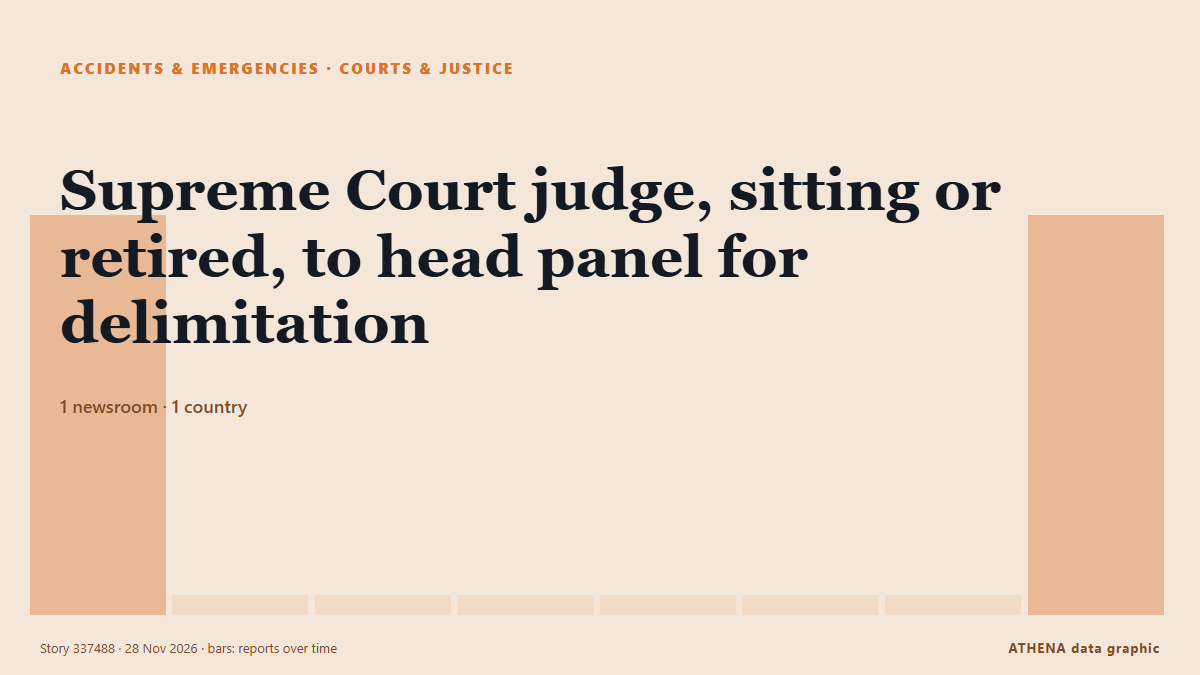 ACCIDENTS & EMERGENCIES · COURTS & JUSTICE
Supreme Court judge, sitting or
retired, to head panel for
delimitation
1 newsroom · 1 country
Story 337488 · 28 Nov 2026 · bars: reports over time
ATHENA data graphic